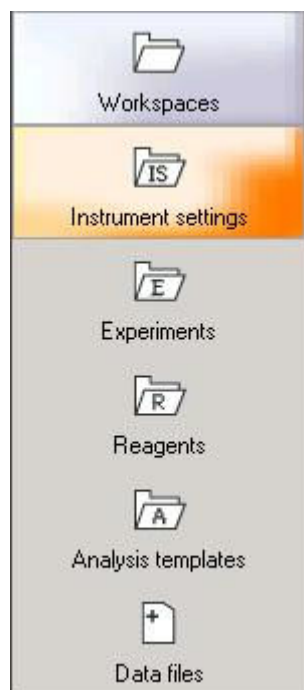 Workspaces
IS
Instrument settings
E
Experiments
R
Reagents
A
Analysis templates
Data files